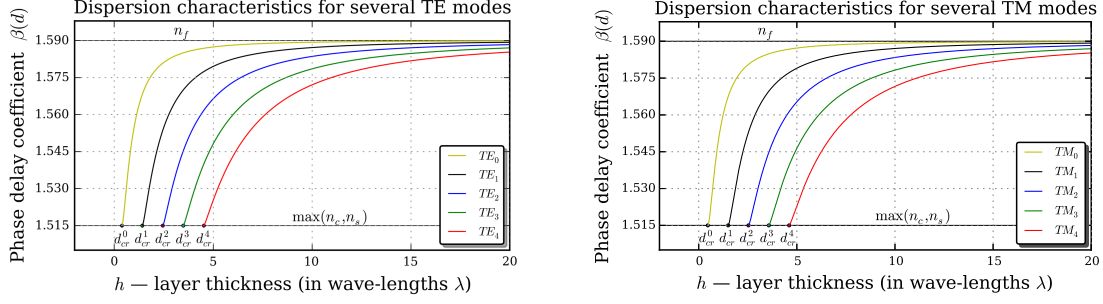 Dispersion characteristics for several TE modes
Phase delay coefficient β(d)
1.590
1.575
1.560
1.545
1.530
1.515
n_f
max(n_c,n_s)
d_cr^0 d_cr^1 d_cr^2 d_cr^3 d_cr^4
TE_0
TE_1
TE_2
TE_3
TE_4
0 5 10 15 20
h — layer thickness (in wave-lengths λ)
Dispersion characteristics for several TM modes
Phase delay coefficient β(d)
1.590
1.575
1.560
1.545
1.530
1.515
n_f
max(n_c,n_s)
d_cr^0 d_cr^1 d_cr^2 d_cr^3 d_cr^4
TM_0
TM_1
TM_2
TM_3
TM_4
0 5 10 15 20
h — layer thickness (in wave-lengths λ)